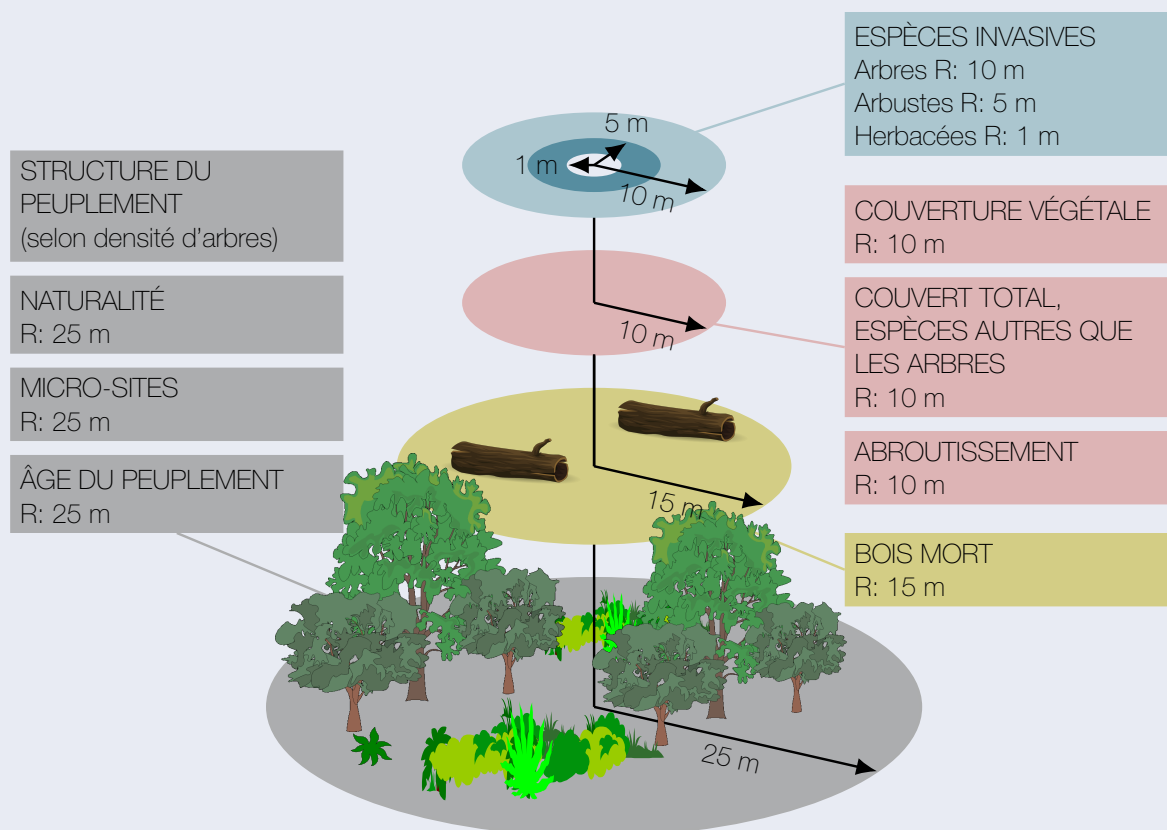 ESPÈCES INVASIVES
Arbres R: 10 m
Arbustes R: 5 m
Herbacées R: 1 m
5 m
1 m
10 m
STRUCTURE DU
PEUPLEMENT
(selon densité d'arbres)
NATURALITÉ
R: 25 m
MICRO-SITES
R: 25 m
ÂGE DU PEUPLEMENT
R: 25 m
COUVERTURE VÉGÉTALE
R: 10 m
COUVERT TOTAL,
ESPÈCES AUTRES QUE
LES ARBRES
R: 10 m
ABROUTISSEMENT
R: 10 m
10 m
BOIS MORT
R: 15 m
15 m
25 m